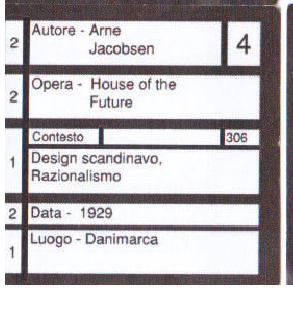 2 Autore - Arne 4
Jacobsen
2 Opera - House of the
Future
Contesto 306
1 Design scandinavo,
Razionalismo
2 Data - 1929
1 Luogo - Danimarca